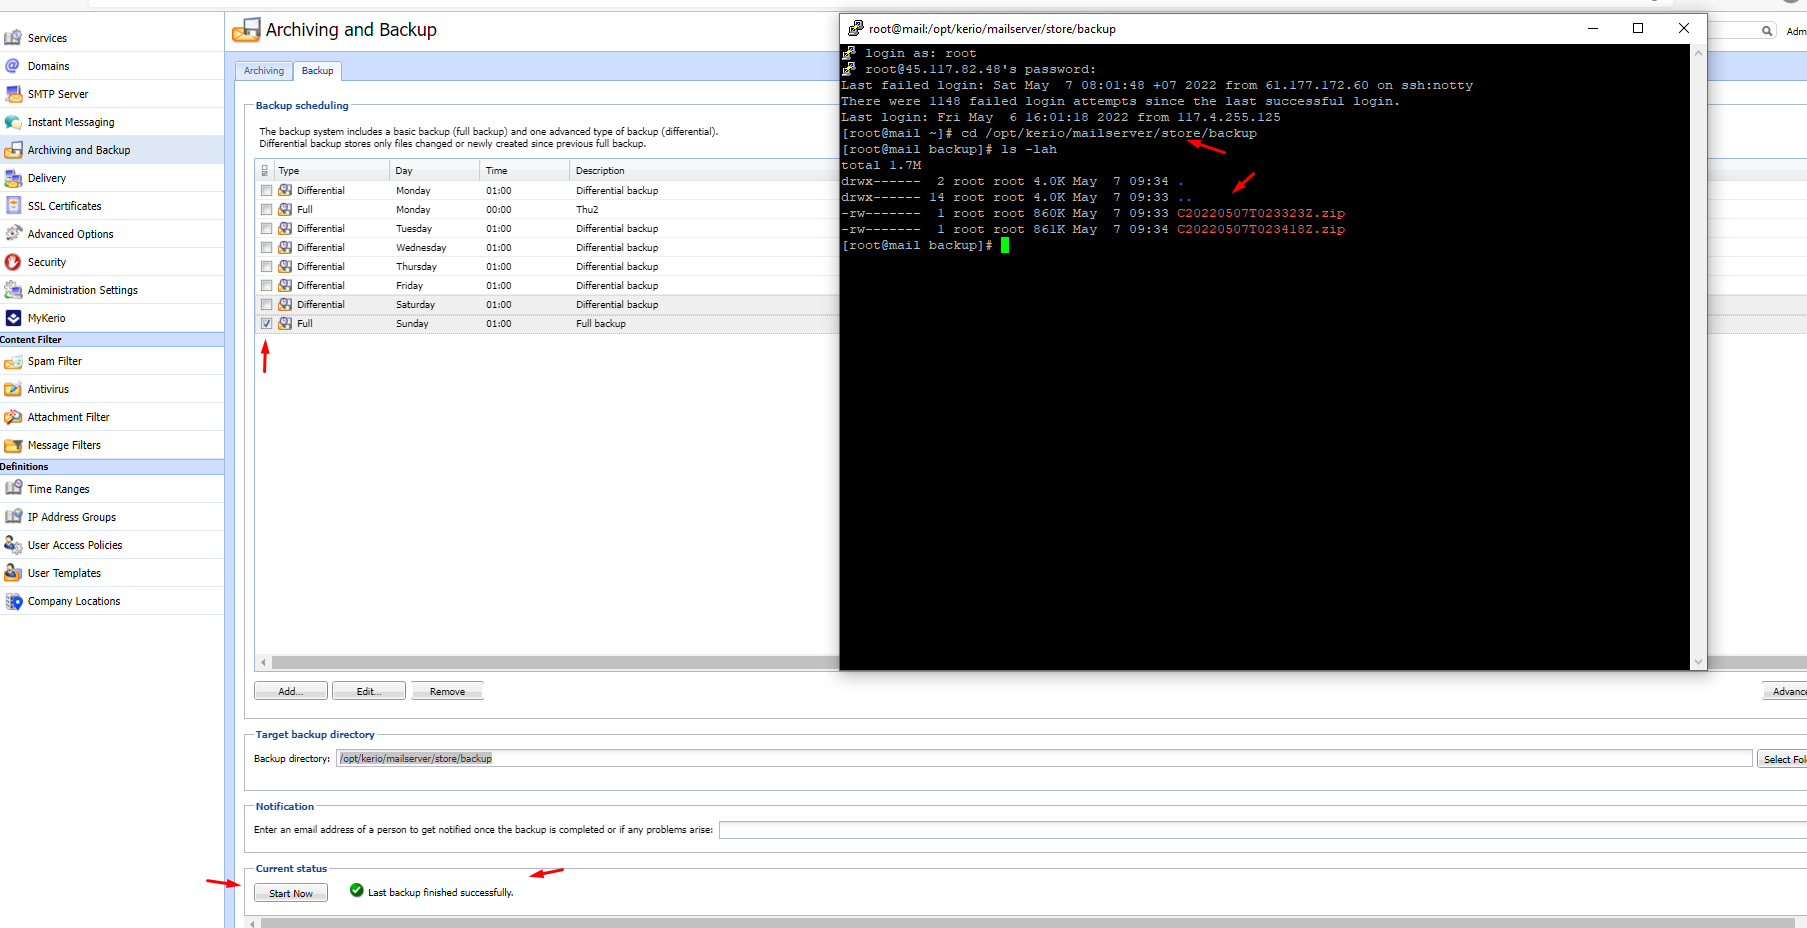 Services
Domains
SMTP Server
Instant Messaging
Archiving and Backup
Delivery
SSL Certificates
Advanced Options
Security
Administration Settings
MyKerio
Content Filter
Spam Filter
Antivirus
Attachment Filter
Message Filters
Definitions
Time Ranges
IP Address Groups
User Access Policies
User Templates
Company Locations
Archiving and Backup
Adm
Archiving Backup
Backup scheduling
The backup system includes a basic backup (full backup) and one advanced type of backup (differential).
Differential backup stores only files changed or newly created since previous full backup.
Type Day Time Description
Differential Monday 01:00 Differential backup
Full Monday 00:00 Thu2
Differential Tuesday 01:00 Differential backup
Differential Wednesday 01:00 Differential backup
Differential Thursday 01:00 Differential backup
Differential Friday 01:00 Differential backup
Differential Saturday 01:00 Differential backup
Full Sunday 01:00 Full backup
Add... Edit... Remove
Advance
Target backup directory
Backup directory: /opt/kerio/mailserver/store/backup
Select Fol
Notification
Enter an email address of a person to get notified once the backup is completed or if any problems arise:
Current status
Start Now Last backup finished successfully.
root@mail:/opt/kerio/mailserver/store/backup
login as: root
root@45.117.82.48's password:
Last failed login: Sat May  7 08:01:48 +07 2022 from 61.177.172.60 on ssh:notty
There were 1148 failed login attempts since the last successful login.
Last login: Fri May  6 16:01:18 2022 from 117.4.255.125
[root@mail ~]# cd /opt/kerio/mailserver/store/backup
[root@mail backup]# ls -lah
total 1.7M
drwx------  2 root root 4.0K May  7 09:34 .
drwx------ 14 root root 4.0K May  7 09:33 ..
-rw-------  1 root root 860K May  7 09:33 C20220507T023323Z.zip
-rw-------  1 root root 861K May  7 09:34 C20220507T023418Z.zip
[root@mail backup]#